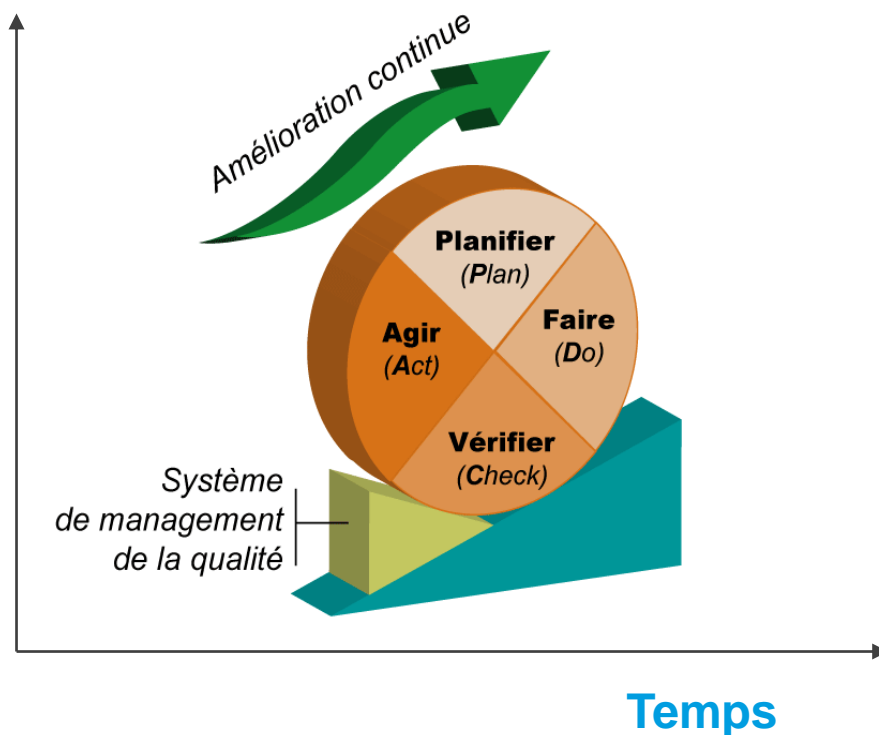 Amélioration continue
Planifier
(Plan)
Faire
(Do)
Agir
(Act)
Vérifier
(Check)
Système
de management
de la qualité
Temps